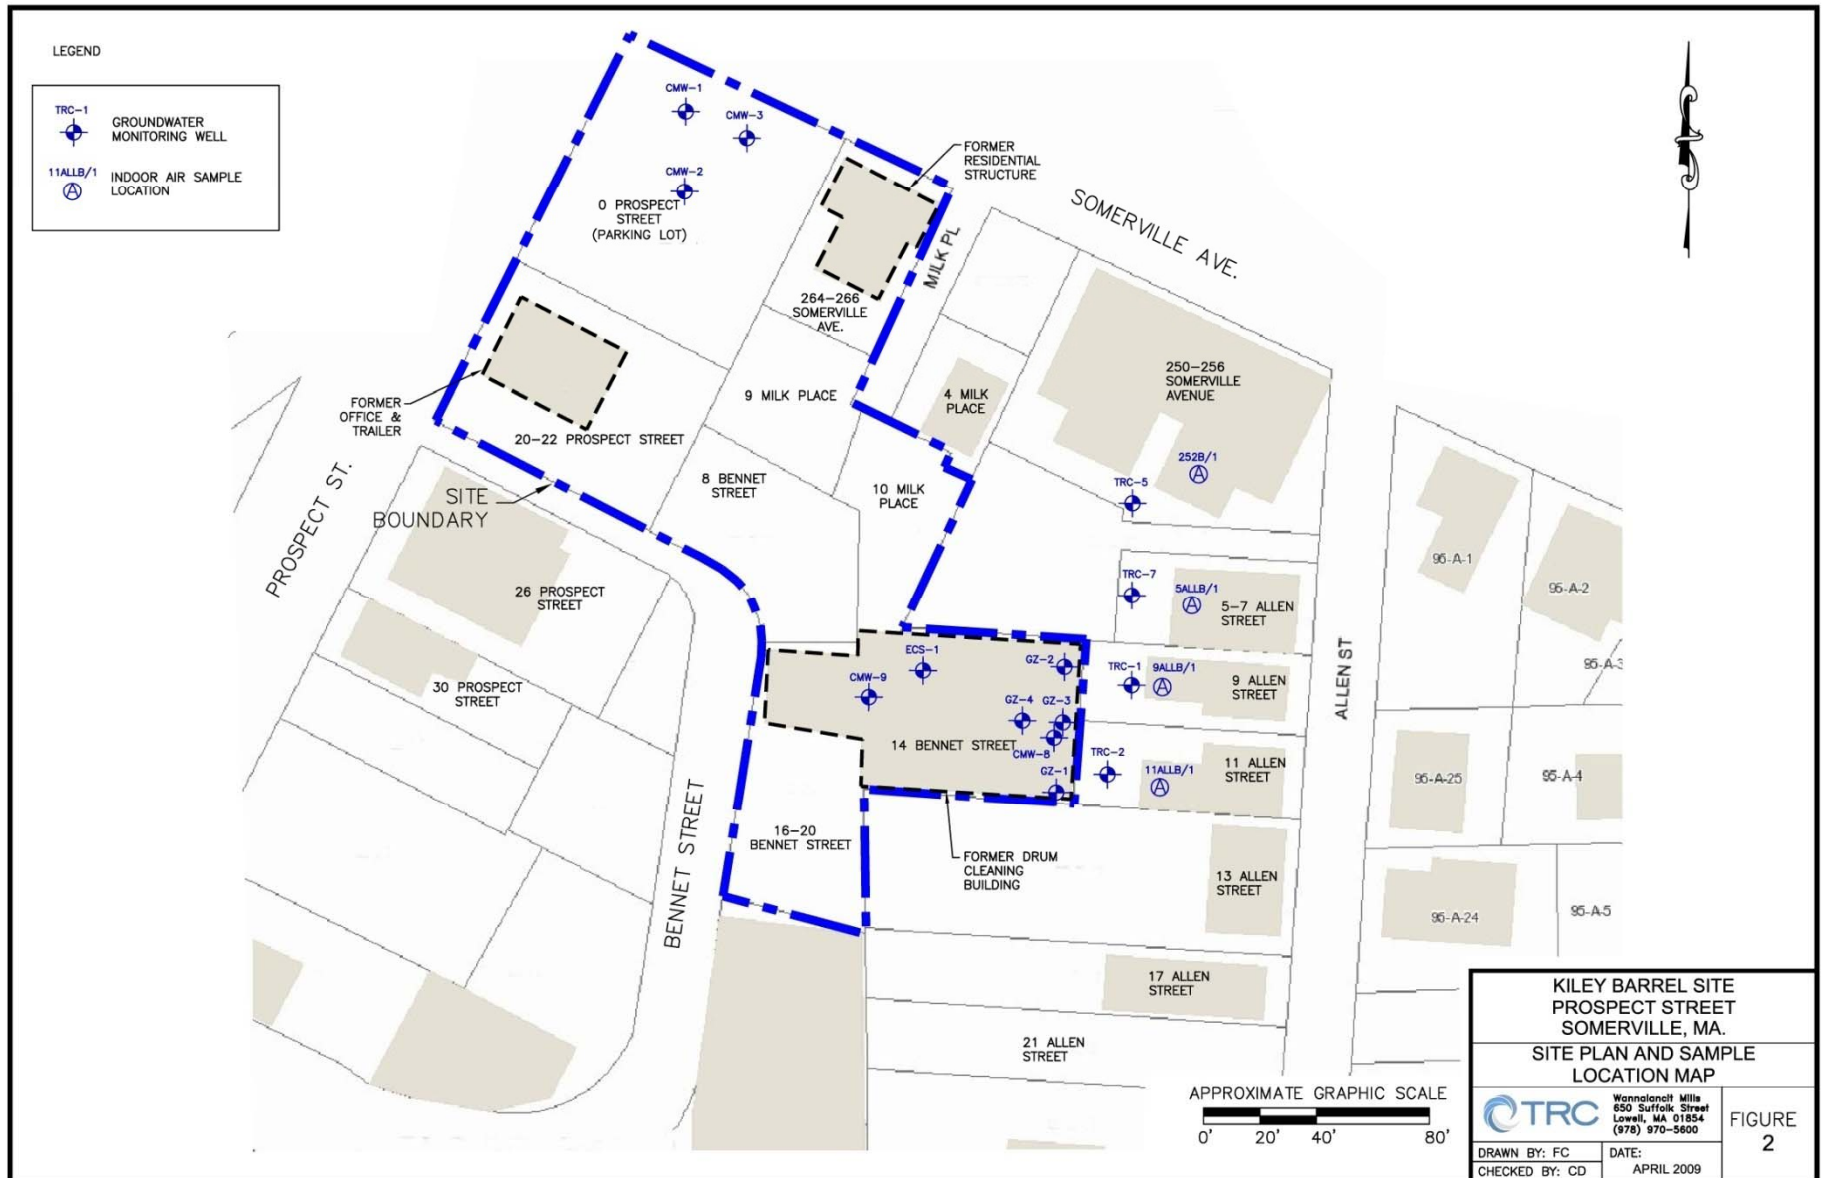 LEGEND
TRC-1
GROUNDWATER
MONITORING WELL
11ALLB/1
INDOOR AIR SAMPLE
LOCATION
CMW-1
CMW-3
CMW-2
0 PROSPECT
STREET
(PARKING LOT)
FORMER
RESIDENTIAL
STRUCTURE
SOMERVILLE AVE.
MILK PL
264-266
SOMERVILLE
AVE.
FORMER
OFFICE &
TRAILER
20-22 PROSPECT STREET
9 MILK PLACE
4 MILK
PLACE
250-256
SOMERVILLE
AVENUE
252B/1
TRC-5
8 BENNET
STREET
10 MILK
PLACE
SITE
BOUNDARY
PROSPECT ST.
26 PROSPECT
STREET
30 PROSPECT
STREET
TRC-7
5ALLB/1
5-7 ALLEN
STREET
ECS-1
CMW-9
GZ-2
TRC-1
9ALLB/1
9 ALLEN
STREET
GZ-4
GZ-3
14 BENNET STREET
CMW-8
GZ-1
TRC-2
11ALLB/1
11 ALLEN
STREET
ALLEN ST
95-A-1
95-A-2
95-A-3
95-A-25
95-A-4
95-A-24
95-A-5
16-20
BENNET STREET
BENNET STREET
FORMER DRUM
CLEANING
BUILDING
13 ALLEN
STREET
17 ALLEN
STREET
21 ALLEN
STREET
APPROXIMATE GRAPHIC SCALE
0' 20' 40' 80'
KILEY BARREL SITE
PROSPECT STREET
SOMERVILLE, MA.
SITE PLAN AND SAMPLE
LOCATION MAP
TRC
Wannalancit Mills
650 Suffolk Street
Lowell, MA 01854
(978) 970-5600
FIGURE
2
DRAWN BY: FC
CHECKED BY: CD
DATE:
APRIL 2009